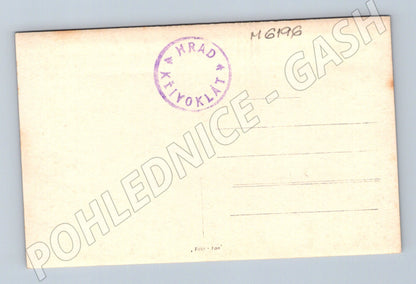 M6196
HRAD
KŘIVOKLÁT
POHLEDNICE - GASH